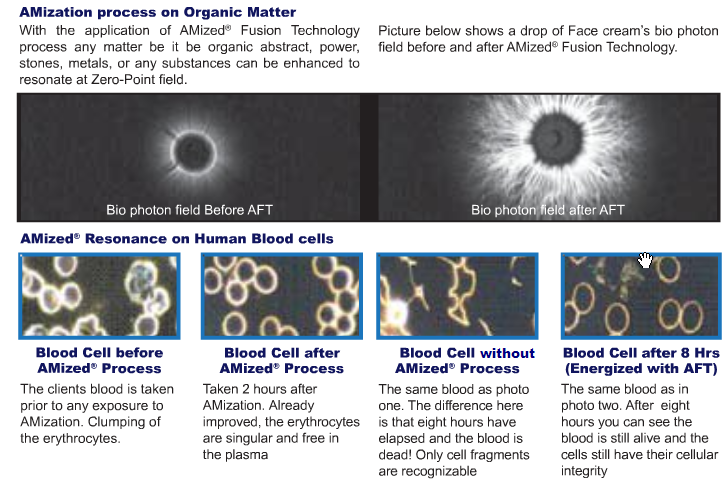 AMization process on Organic Matter
With the application of AMized® Fusion Technology
process any matter be it be organic abstract, power,
stones, metals, or any substances can be enhanced to
resonate at Zero-Point field.
Picture below shows a drop of Face cream's bio photon
field before and after AMized® Fusion Technology.
Bio photon field Before AFT
Bio photon field after AFT
AMized® Resonance on Human Blood cells
Blood Cell before
AMized® Process
The clients blood is taken
prior to any exposure to
AMization. Clumping of
the erythrocytes.
Blood Cell after
AMized® Process
Taken 2 hours after
AMization. Already
improved, the erythrocytes
are singular and free in
the plasma
Blood Cell without
AMized® Process
The same blood as photo
one. The difference here
is that eight hours have
elapsed and the blood is
dead! Only cell fragments
are recognizable
Blood Cell after 8 Hrs
(Energized with AFT)
The same blood as in
photo two. After eight
hours you can see the
blood is still alive and the
cells still have their cellular
integrity